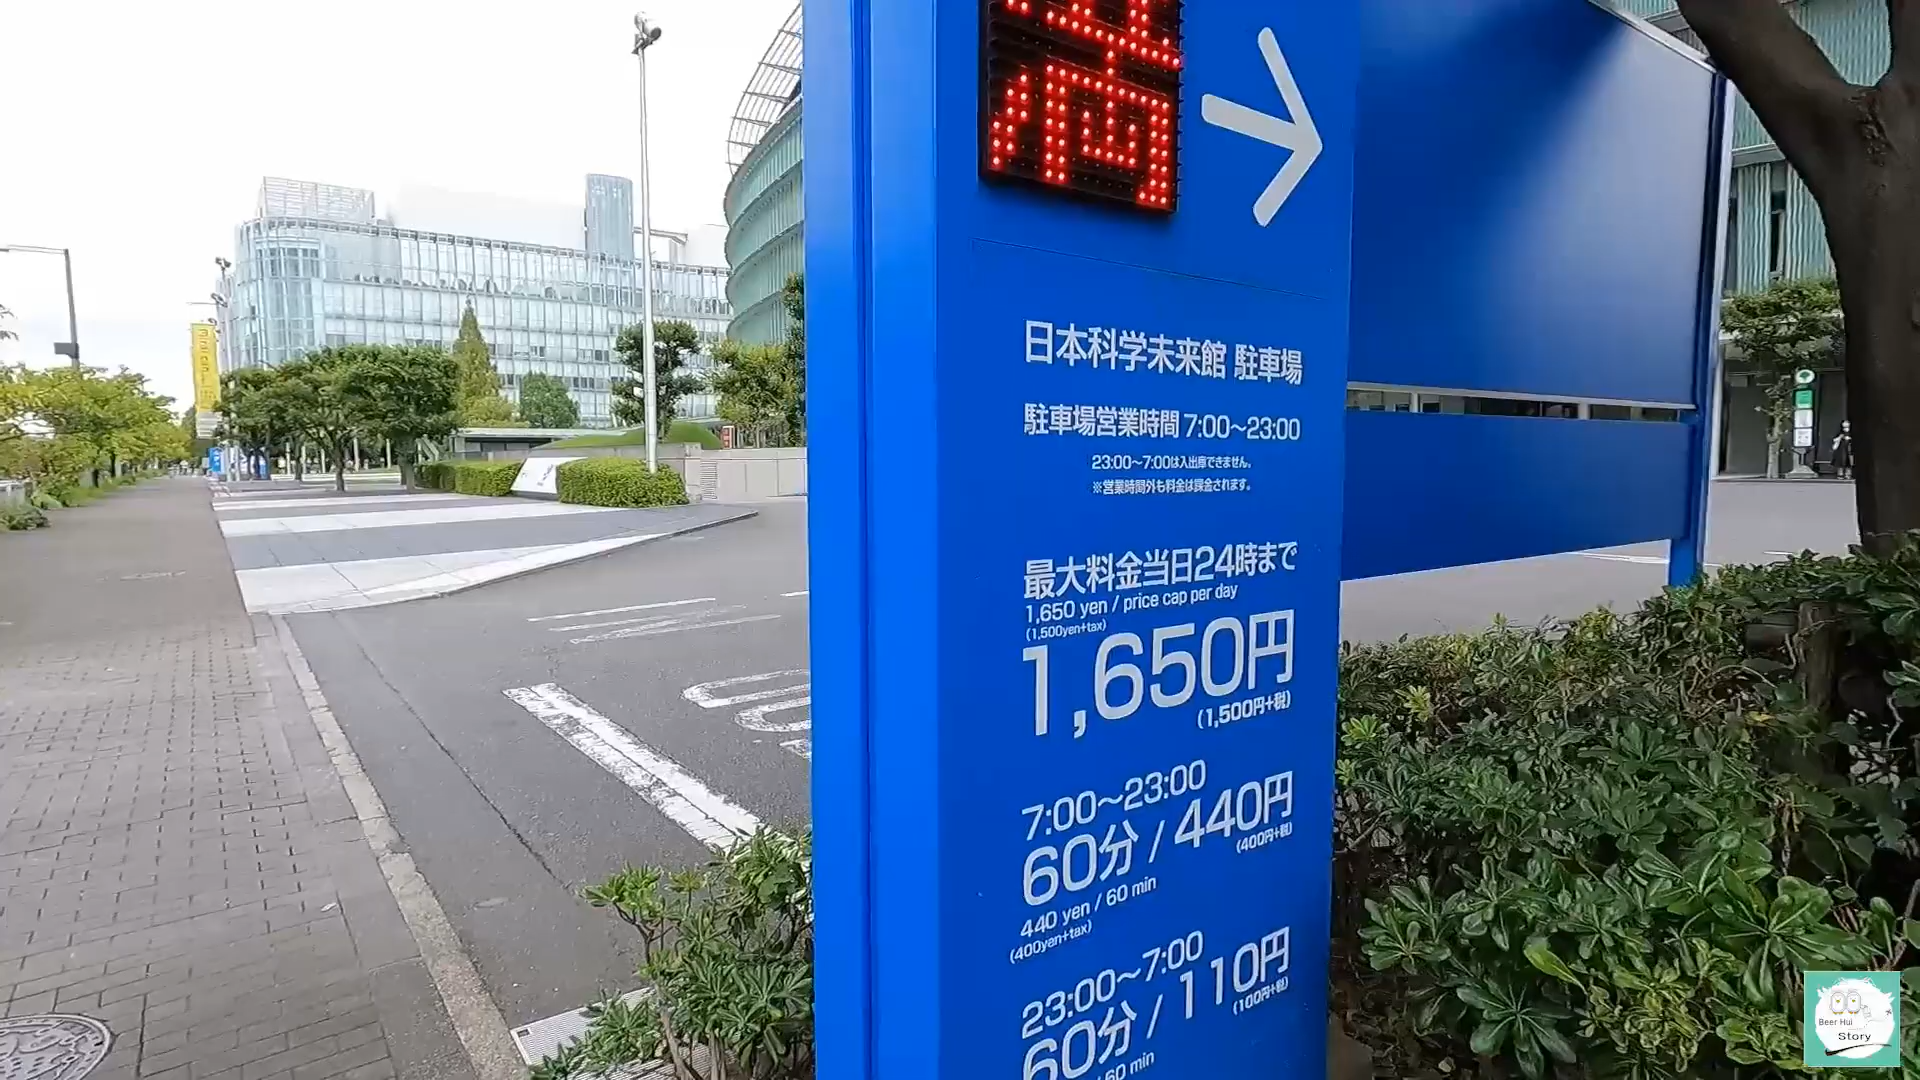 日本科学未来館 駐車場
駐車場営業時間 7:00～23:00
23:00～7:00は入出庫できません。
※営業時間外も料金は課金されます。
最大料金当日24時まで
1,650 yen / price cap per day
(1,500yen+tax)
1,650円
(1,500円+税)
7:00～23:00
60分 / 440円
(400円+税)
440 yen / 60 min
(400yen+tax)
23:00～7:00
60分 / 110円
(100円+税)
/ 60 min
Beer Hui
Story